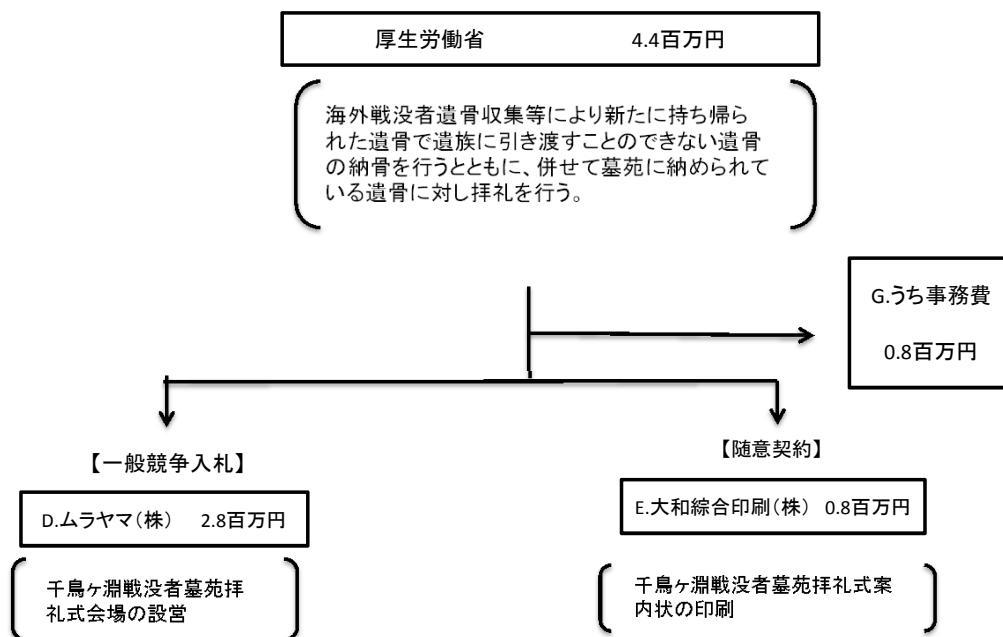 厚生労働省 4.4百万円
海外戦没者遺骨収集等により新たに持ち帰ら
れた遺骨で遺族に引き渡すことのできない遺骨
の納骨を行うとともに、併せて墓苑に納められて
いる遺骨に対し拝礼を行う。
G.うち事務費
0.8百万円
【一般競争入札】
D.ムラヤマ(株) 2.8百万円
千鳥ヶ淵戦没者墓苑拝
礼式会場の設営
【随意契約】
E.大和綜合印刷(株) 0.8百万円
千鳥ヶ淵戦没者墓苑拝礼式案
内状の印刷